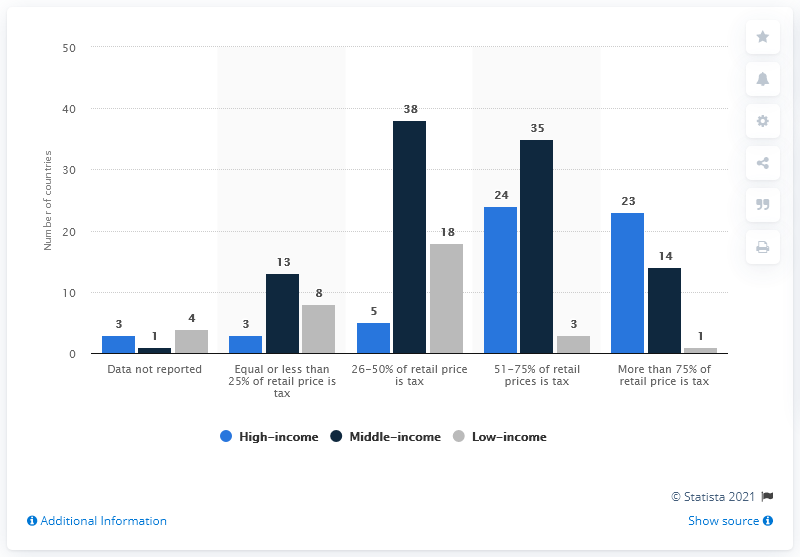 50
40
30
20
10
0
Number of countries
3
1
4
3
13
8
5
38
18
24
35
3
23
14
1
Data not reported
Equal or less than
25% of retail price is
tax
26–50% of retail price
is tax
51–75% of retail
prices is tax
More than 75% of
retail price is tax
High–income
Middle–income
Low–income
© Statista 2021
Additional Information
Show source